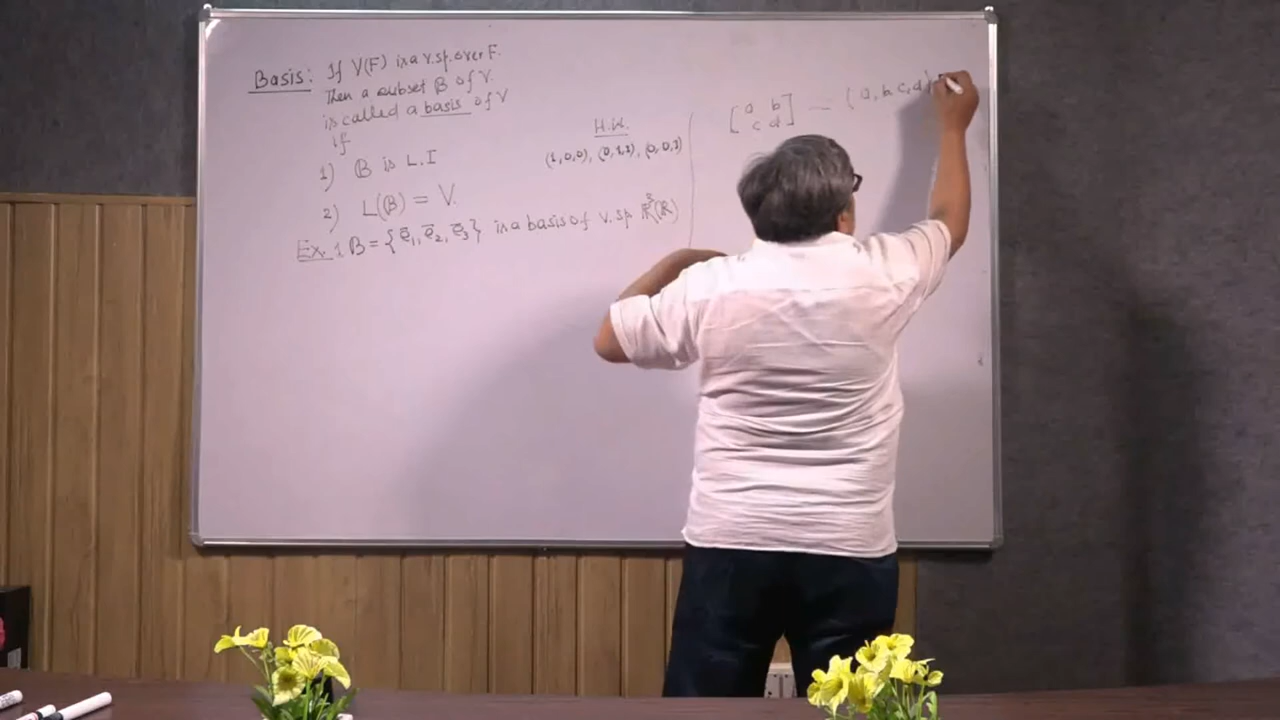 Basis: If V(F) is a v.sp. over F.
Then a subset B of V.
is called a basis of V
if
1) B is L.I
2) L(B) = V.
Ex. 1 B = {ē₁, ē₂, ē₃} is a basis of v.sp ℝ³(ℝ)
H.W.
(1,0,0), (0,1,1), (0,0,1)
[a b
c d] ~ (a, b, c, d)